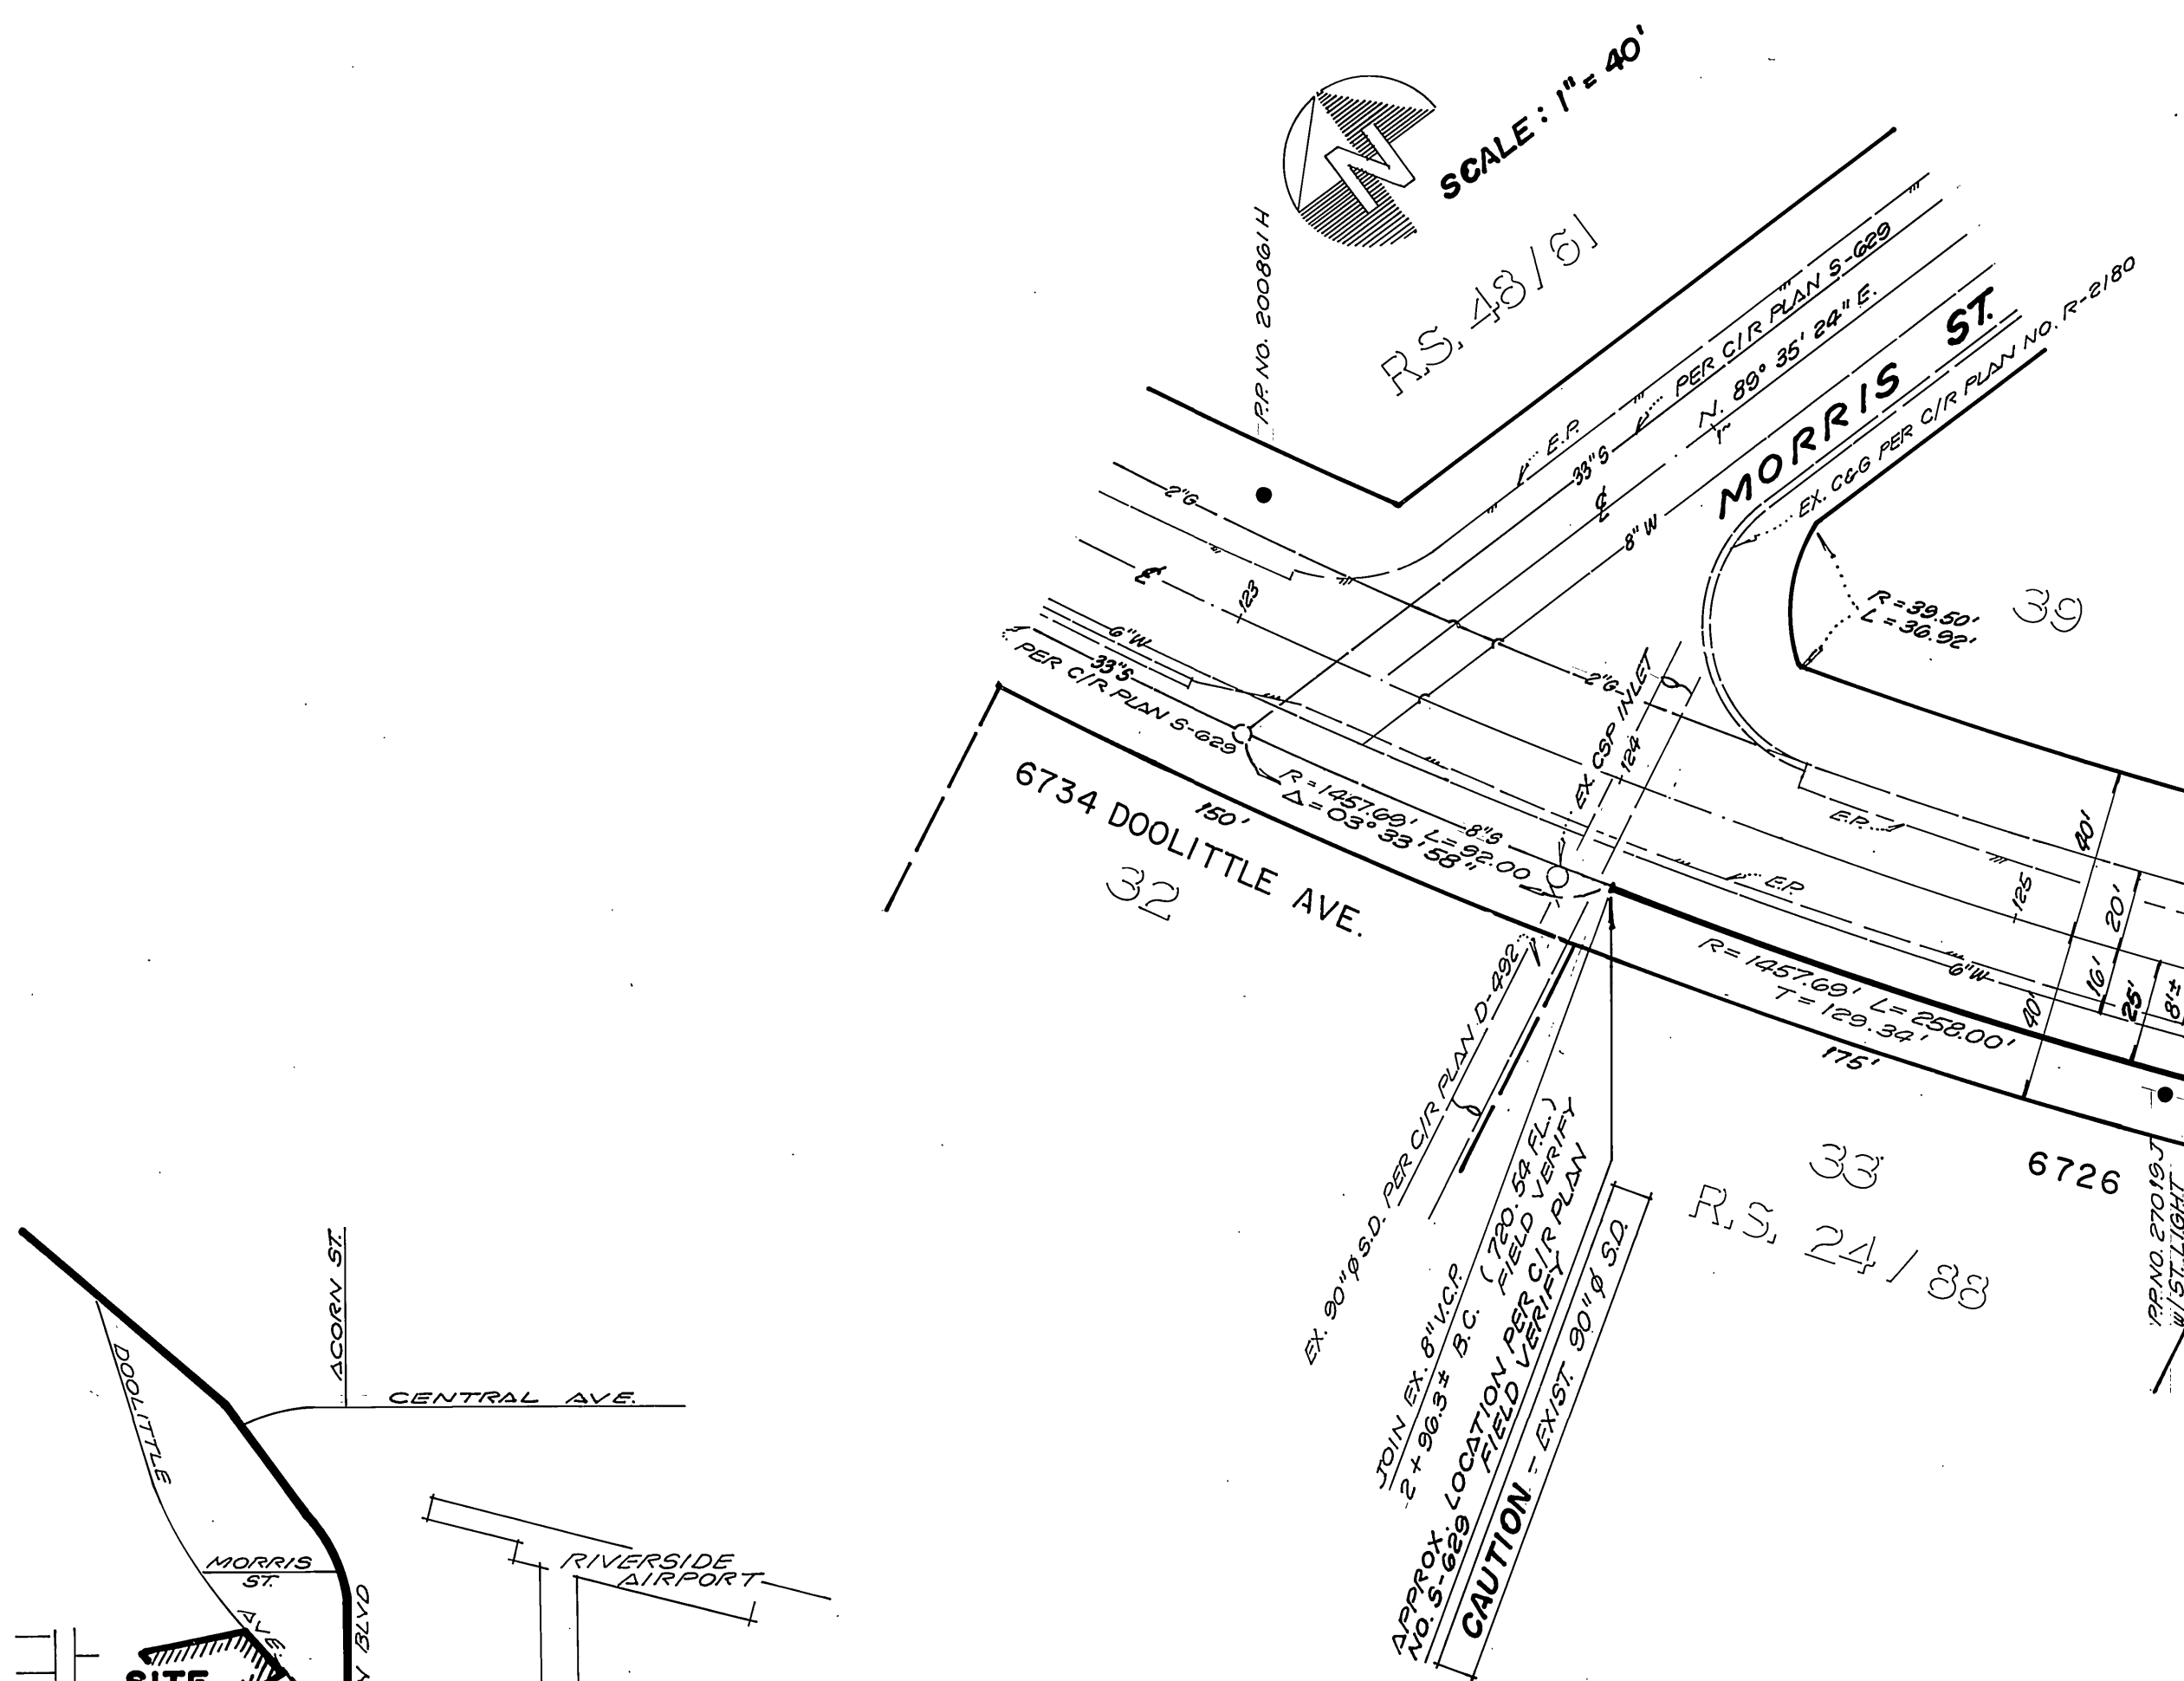 SCALE : 1" = 40'
N
P.P. NO. 200861 H
R.S. 48/51
PER C/R PLAN S-629
N. 89° 35' 24" E.
MORRIS ST.
EX. C&G PER C/R PLAN NO. R-2180
E.P.
33"S
8"W
2"G
123
R = 39.50'
L = 36.92'
39
6"W
33"S
PER C/R PLAN S-629
2"G
EX. CSP INLET
124
6734 DOOLITTLE AVE.
150'
R = 1457.69' L = 92.00
Δ = 03° 33' 58"
8"S
32
E.P.
E.P.
125
40'
20'
16'
25'
8'±
40'
6"W
R = 1457.69' L = 258.00'
T = 129.34'
175'
EX. 90" Ø S.D. PER C/R PLAN D-492
JOIN EX. 8" V.C.P.
2 + 96.3± B.C. (720.54 FL.)
FIELD VERIFY
APPROX. LOCATION PER C/R PLAN
NO. S-629 FIELD VERIFY
CAUTION - EXIST. 90" Ø S.D.
33
R.S. 24/88
6726
P.P. NO. 27019J
W/ ST. LIGHT
ACORN ST.
CENTRAL AVE.
DOOLITTLE
AVE.
MORRIS
ST.
BLVD
RIVERSIDE
AIRPORT
SITE